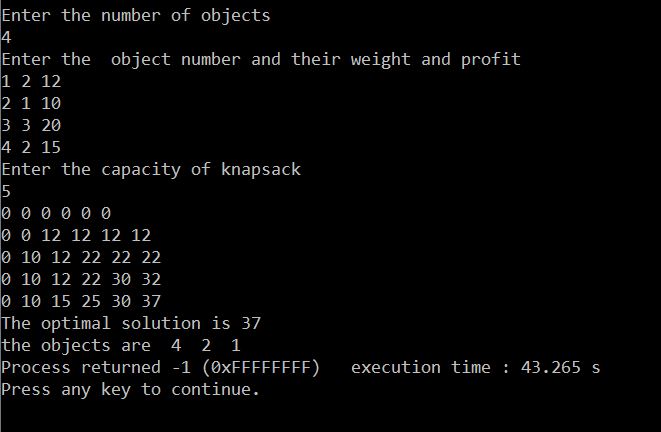 Enter the number of objects
4
Enter the  object number and their weight and profit
1 2 12
2 1 10
3 3 20
4 2 15
Enter the capacity of knapsack
5
0 0 0 0 0 0
0 0 12 12 12 12
0 10 12 22 22 22
0 10 12 22 30 32
0 10 15 25 30 37
The optimal solution is 37
the objects are  4  2  1
Process returned -1 (0xFFFFFFFF)   execution time : 43.265 s
Press any key to continue.